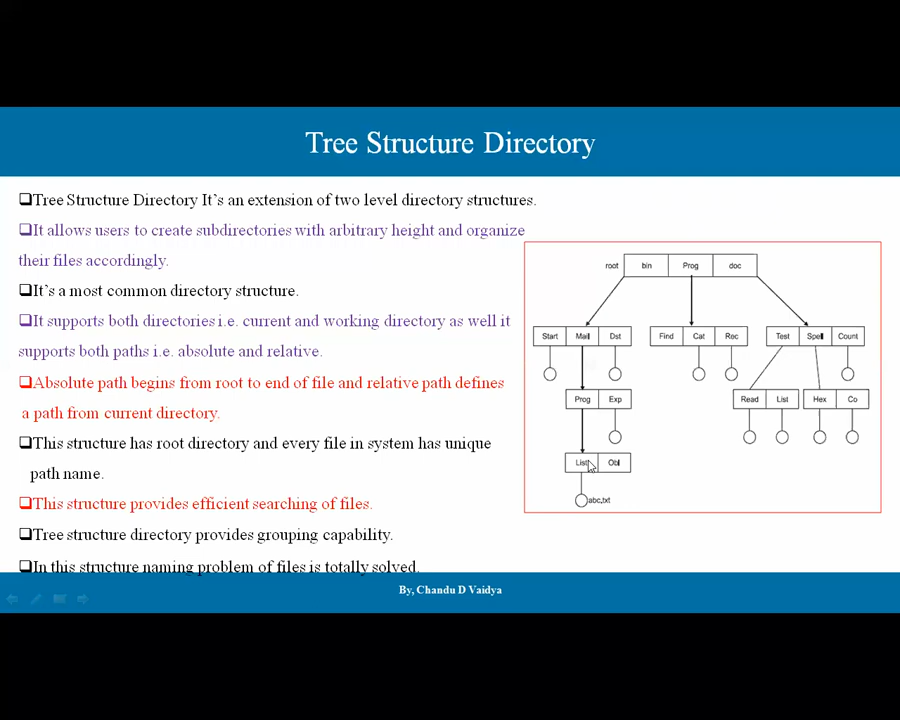 Tree Structure Directory
❑Tree Structure Directory It's an extension of two level directory structures.
❑It allows users to create subdirectories with arbitrary height and organize
their files accordingly.
❑It's a most common directory structure.
❑It supports both directories i.e. current and working directory as well it
supports both paths i.e. absolute and relative.
❑Absolute path begins from root to end of file and relative path defines
a path from current directory.
❑This structure has root directory and every file in system has unique
path name.
❑This structure provides efficient searching of files.
❑Tree structure directory provides grouping capability.
❑In this structure naming problem of files is totally solved.
root bin Prog doc
Start Mail Dst Find Cat Rec Test Spell Count
Prog Exp Read List Hex Co
List Obl
abc,txt
By, Chandu D Vaidya